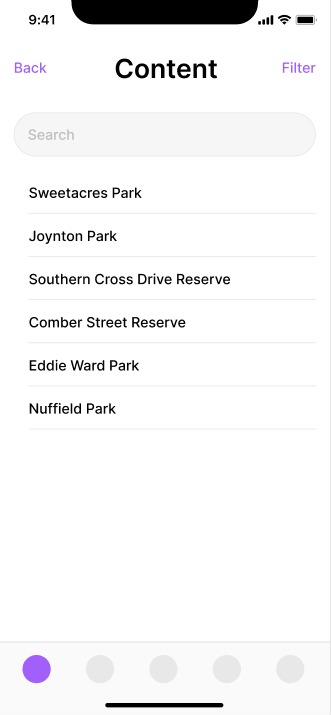 9:41
Back Content Filter
Search
Sweetacres Park
Joynton Park
Southern Cross Drive Reserve
Comber Street Reserve
Eddie Ward Park
Nuffield Park